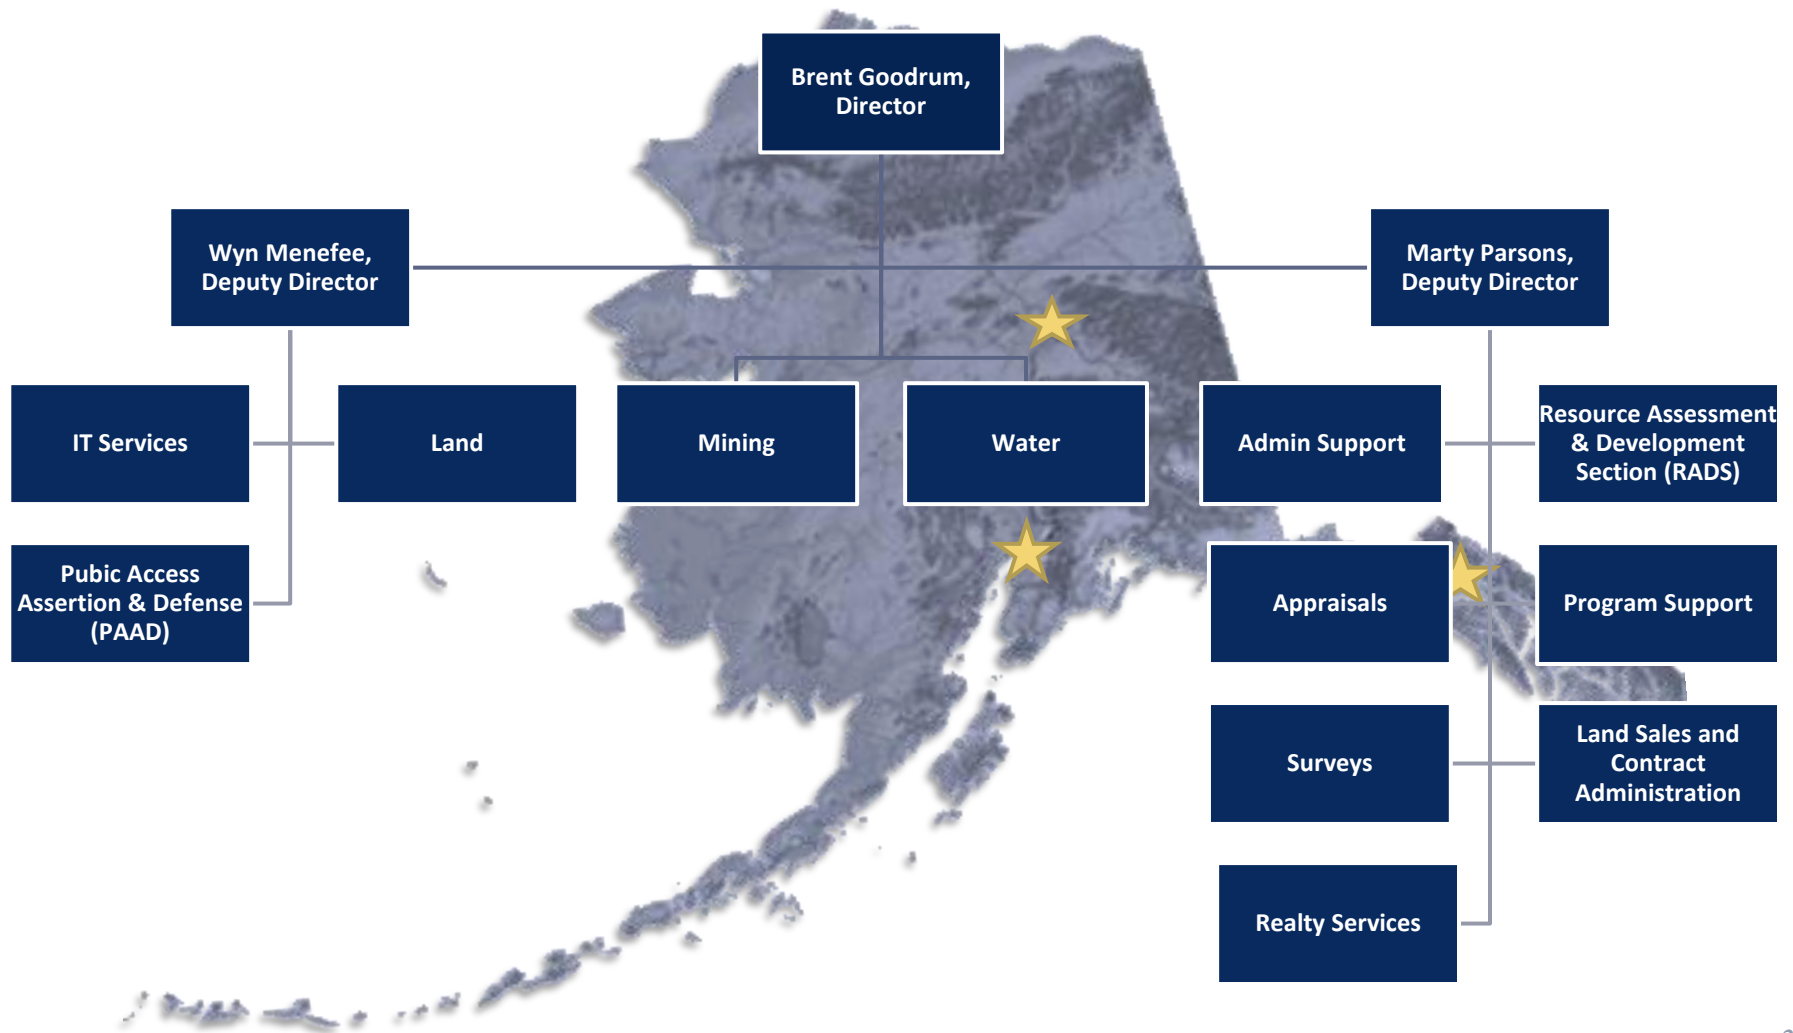 Brent Goodrum,
Director
Wyn Menefee,
Deputy Director
Marty Parsons,
Deputy Director
IT Services
Land
Mining
Water
Admin Support
Resource Assessment
& Development
Section (RADS)
Pubic Access
Assertion & Defense
(PAAD)
Appraisals
Program Support
Surveys
Land Sales and
Contract
Administration
Realty Services